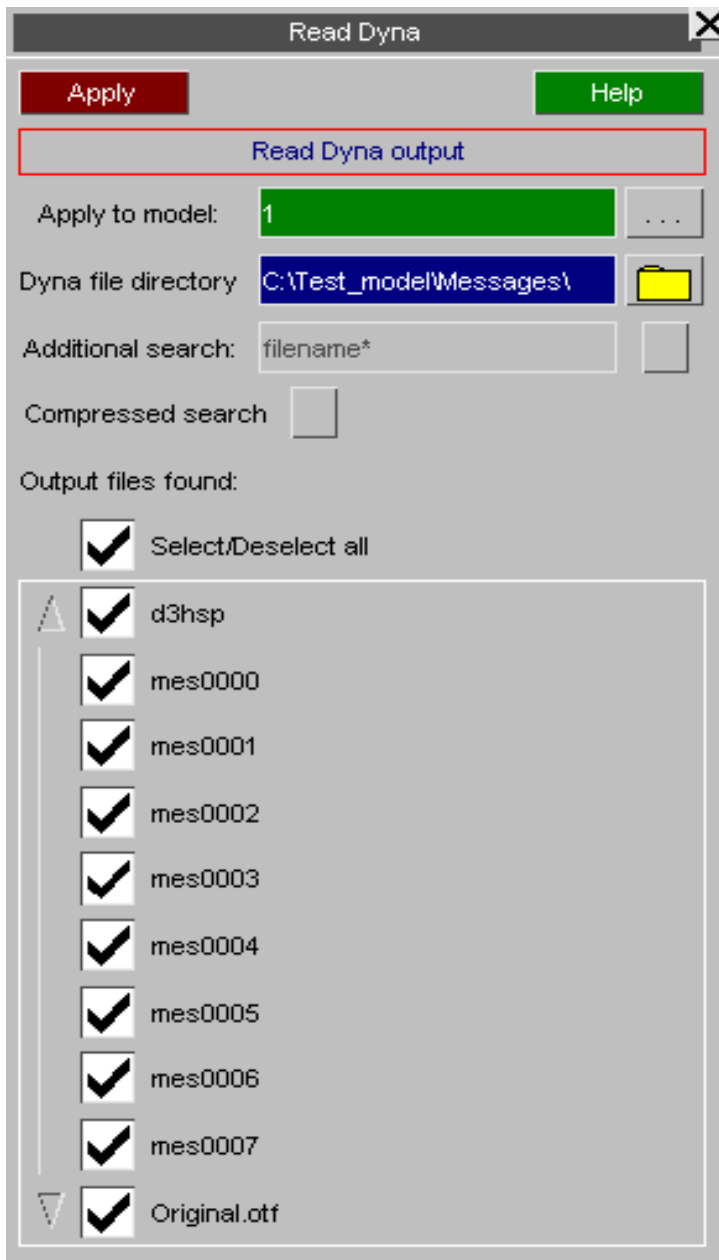 Read Dyna
Apply Help
Read Dyna output
Apply to model: 1 ...
Dyna file directory C:\Test_model\Messages\
Additional search: filename*
Compressed search
Output files found:
Select/Deselect all
d3hsp
mes0000
mes0001
mes0002
mes0003
mes0004
mes0005
mes0006
mes0007
Original.otf